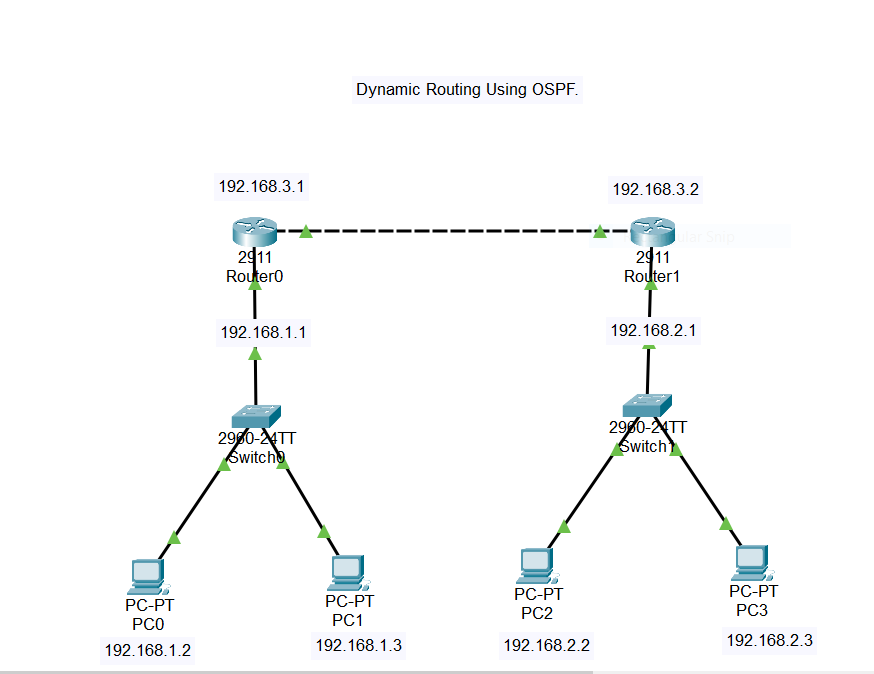 Dynamic Routing Using OSPF.
192.168.3.1
192.168.3.2
2911
Router0
2911
Router1
192.168.1.1
192.168.2.1
2960-24TT
Switch0
2960-24TT
Switch1
PC-PT
PC0
192.168.1.2
PC-PT
PC1
192.168.1.3
PC-PT
PC2
192.168.2.2
PC-PT
PC3
192.168.2.3